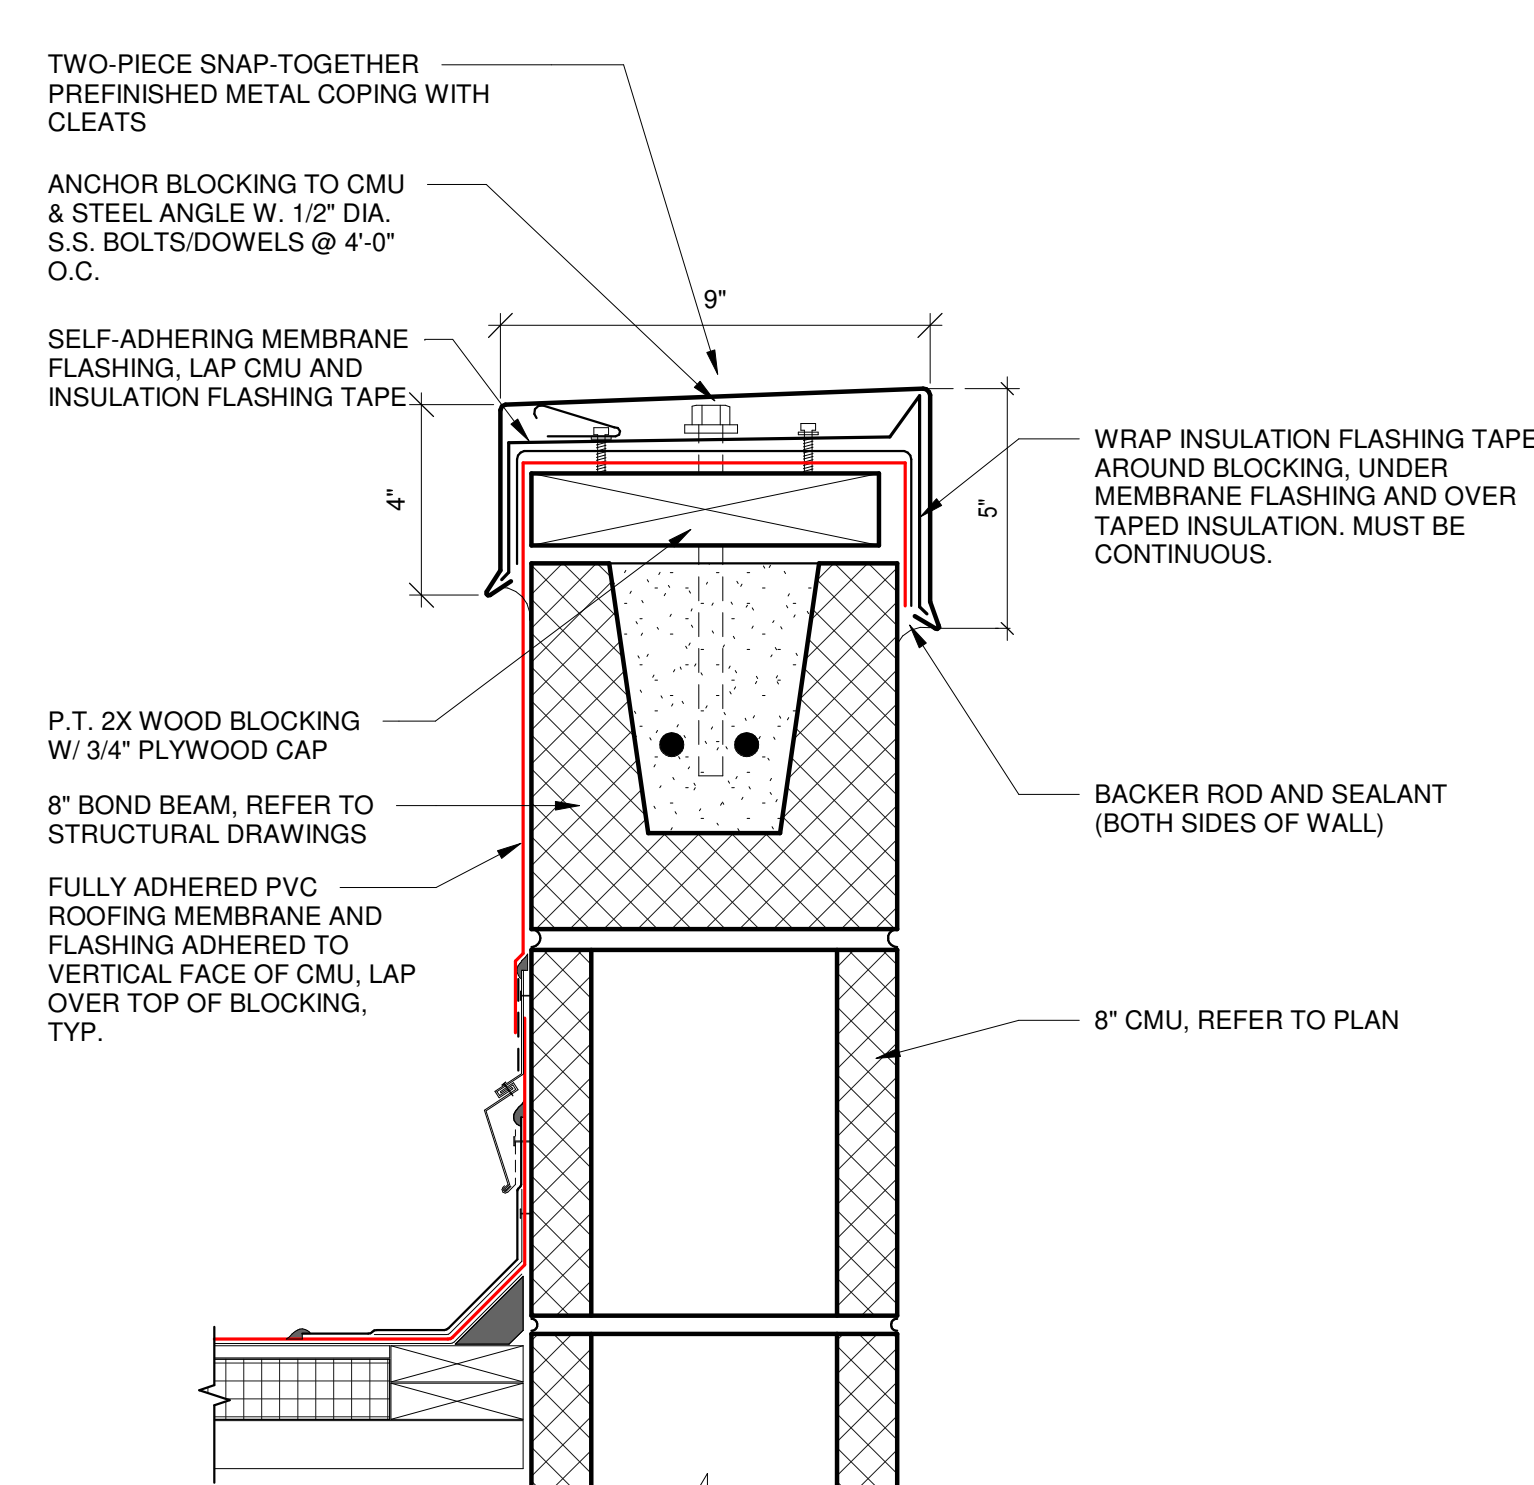 TWO-PIECE SNAP-TOGETHER
PREFINISHED METAL COPING WITH
CLEATS
ANCHOR BLOCKING TO CMU
& STEEL ANGLE W. 1/2" DIA.
S.S. BOLTS/DOWELS @ 4'-0"
O.C.
9"
SELF-ADHERING MEMBRANE
FLASHING, LAP CMU AND
INSULATION FLASHING TAPE
4"
5"
WRAP INSULATION FLASHING TAPE
AROUND BLOCKING, UNDER
MEMBRANE FLASHING AND OVER
TAPED INSULATION. MUST BE
CONTINUOUS.
P.T. 2X WOOD BLOCKING
W/ 3/4" PLYWOOD CAP
8" BOND BEAM, REFER TO
STRUCTURAL DRAWINGS
BACKER ROD AND SEALANT
(BOTH SIDES OF WALL)
FULLY ADHERED PVC
ROOFING MEMBRANE AND
FLASHING ADHERED TO
VERTICAL FACE OF CMU, LAP
OVER TOP OF BLOCKING,
TYP.
8" CMU, REFER TO PLAN